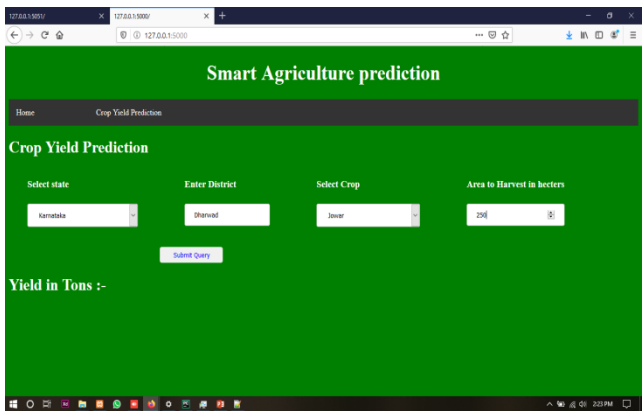 127.0.0.1:5051/ 127.0.0.1:5000/
127.0.0.1:5000
Smart Agriculture prediction
Home Crop Yield Prediction
Crop Yield Prediction
Select state Enter District Select Crop Area to Harvest in hecters
Karnataka Dharwad Jowar 250
Submit Query
Yield in Tons :-
2:23 PM